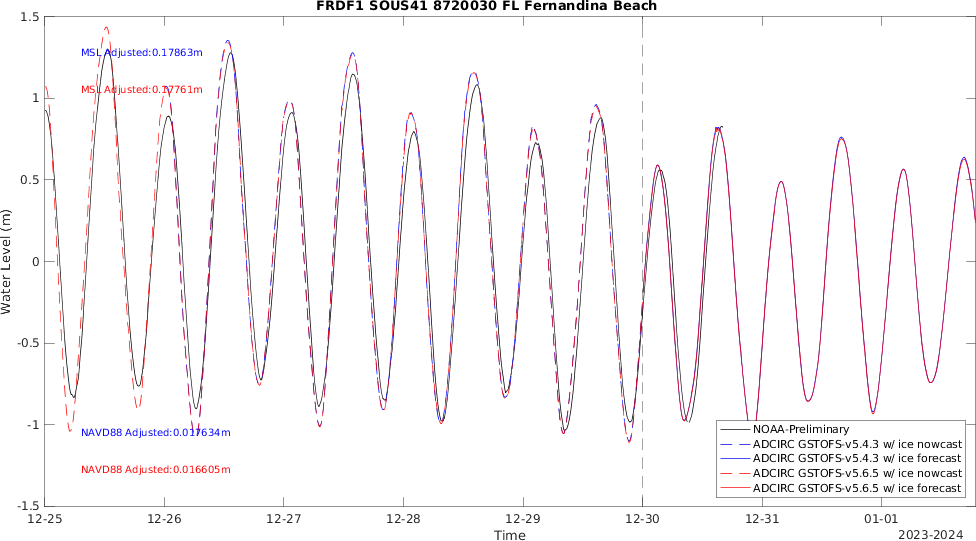 FRDF1 SOUS41 8720030 FL Fernandina Beach
1.5
1
0.5
0
-0.5
-1
-1.5
Water Level (m)
MSL Adjusted:0.17863m
MSL Adjusted:0.17761m
NAVD88 Adjusted:0.017634m
NAVD88 Adjusted:0.016605m
NOAA-Preliminary
ADCIRC GSTOFS-v5.4.3 w/ ice nowcast
ADCIRC GSTOFS-v5.4.3 w/ ice forecast
ADCIRC GSTOFS-v5.6.5 w/ ice nowcast
ADCIRC GSTOFS-v5.6.5 w/ ice forecast
12-25 12-26 12-27 12-28 12-29 12-30 12-31 01-01
Time
2023-2024